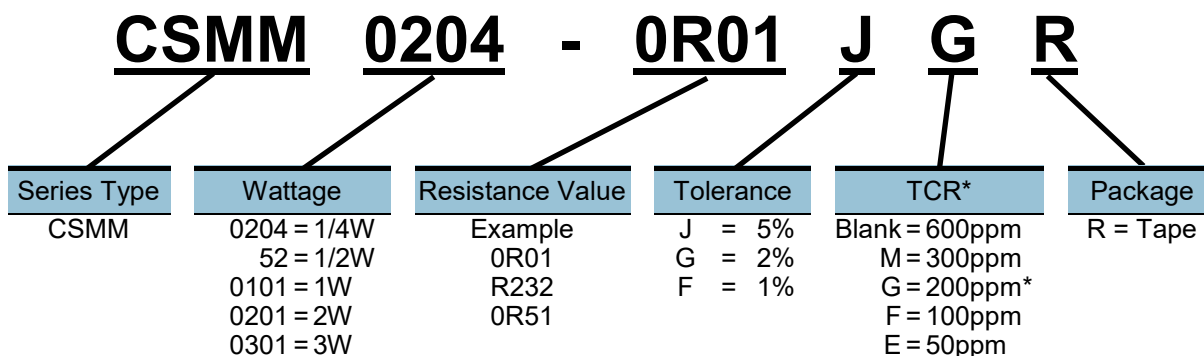 CSMM 0204 - 0R01 J G R
Series Type Wattage Resistance Value Tolerance TCR* Package
CSMM 0204 = 1/4W Example J = 5% Blank = 600ppm R = Tape
52 = 1/2W 0R01 G = 2% M = 300ppm
0101 = 1W R232 F = 1% G = 200ppm*
0201 = 2W 0R51 F = 100ppm
0301 = 3W E = 50ppm